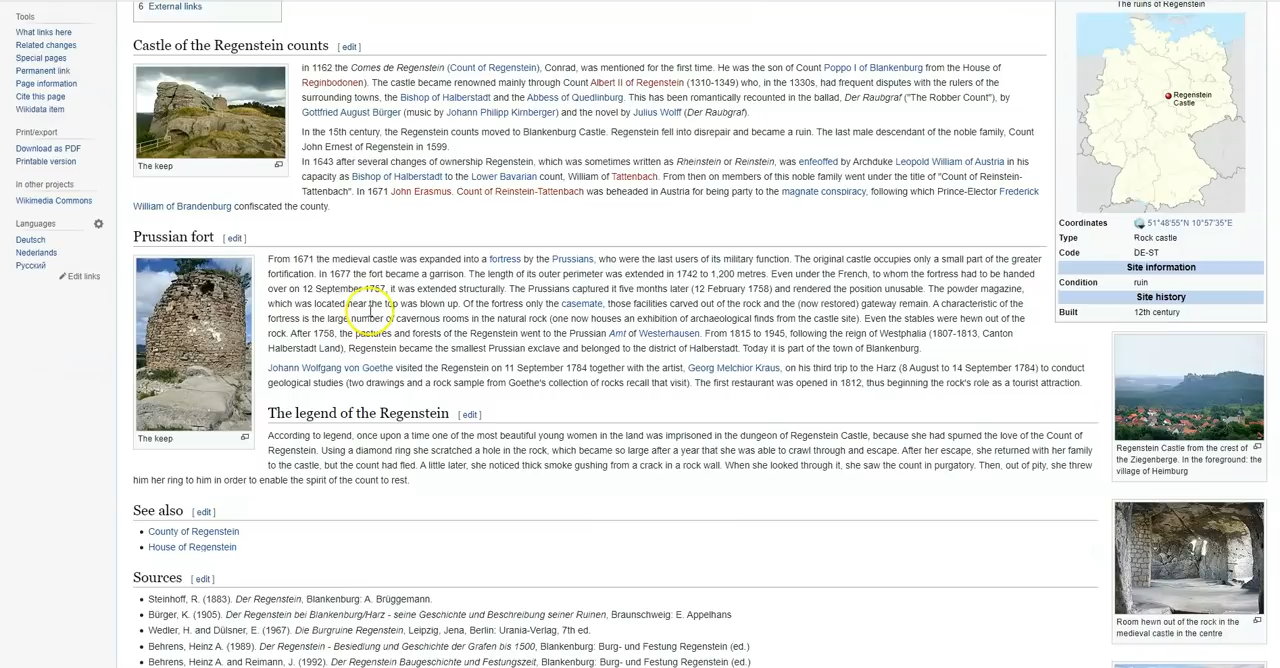 Tools
What links here
Related changes
Special pages
Permanent link
Page information
Cite this page
Wikidata item
Print/export
Download as PDF
Printable version
In other projects
Wikimedia Commons
Languages
Deutsch
Nederlands
Русский
Edit links
6 External links
Castle of the Regenstein counts [ edit ]
The keep
in 1162 the Comes de Regenstein (Count of Regenstein), Conrad, was mentioned for the first time. He was the son of Count Poppo I of Blankenburg from the House of
Reginbodonen). The castle became renowned mainly through Count Albert II of Regenstein (1310-1349) who, in the 1330s, had frequent disputes with the rulers of the
surrounding towns, the Bishop of Halberstadt and the Abbess of Quedlinburg. This has been romantically recounted in the ballad, Der Raubgraf ("The Robber Count"), by
Gottfried August Bürger (music by Johann Philipp Kirnberger) and the novel by Julius Wolff (Der Raubgraf).
In the 15th century, the Regenstein counts moved to Blankenburg Castle. Regenstein fell into disrepair and became a ruin. The last male descendant of the noble family, Count
John Ernest of Regenstein in 1599.
In 1643 after several changes of ownership Regenstein, which was sometimes written as Rheinstein or Reinstein, was enfeoffed by Archduke Leopold William of Austria in his
capacity as Bishop of Halberstadt to the Lower Bavarian count, William of Tattenbach. From then on members of this noble family went under the title of "Count of Reinstein-
Tattenbach". In 1671 John Erasmus. Count of Reinstein-Tattenbach was beheaded in Austria for being party to the magnate conspiracy, following which Prince-Elector Frederick
William of Brandenburg confiscated the county.
Prussian fort [ edit ]
The keep
From 1671 the medieval castle was expanded into a fortress by the Prussians, who were the last users of its military function. The original castle occupies only a small part of the greater
fortification. In 1677 the fort became a garrison. The length of its outer perimeter was extended in 1742 to 1,200 metres. Even under the French, to whom the fortress had to be handed
over on 12 September 1757, it was extended structurally. The Prussians captured it five months later (12 February 1758) and rendered the position unusable. The powder magazine,
which was located near the top was blown up. Of the fortress only the casemate, those facilities carved out of the rock and the (now restored) gateway remain. A characteristic of the
fortress is the large number of cavernous rooms in the natural rock (one now houses an exhibition of archaeological finds from the castle site). Even the stables were hewn out of the
rock. After 1758, the pastures and forests of the Regenstein went to the Prussian Amt of Westerhausen. From 1815 to 1945, following the reign of Westphalia (1807-1813, Canton
Halberstadt Land), Regenstein became the smallest Prussian exclave and belonged to the district of Halberstadt. Today it is part of the town of Blankenburg.
Johann Wolfgang von Goethe visited the Regenstein on 11 September 1784 together with the artist, Georg Melchior Kraus, on his third trip to the Harz (8 August to 14 September 1784) to conduct
geological studies (two drawings and a rock sample from Goethe's collection of rocks recall that visit). The first restaurant was opened in 1812, thus beginning the rock's role as a tourist attraction.
The legend of the Regenstein [ edit ]
According to legend, once upon a time one of the most beautiful young women in the land was imprisoned in the dungeon of Regenstein Castle, because she had spurned the love of the Count of
Regenstein. Using a diamond ring she scratched a hole in the rock, which became so large after a year that she was able to crawl through and escape. After her escape, she returned with her family
to the castle, but the count had fled. A little later, she noticed thick smoke gushing from a crack in a rock wall. When she looked through it, she saw the count in purgatory. Then, out of pity, she threw
him her ring to him in order to enable the spirit of the count to rest.
See also [ edit ]
County of Regenstein
House of Regenstein
Sources [ edit ]
Steinhoff, R. (1883). Der Regenstein, Blankenburg: A. Brüggemann.
Bürger, K. (1905). Der Regenstein bei Blankenburg/Harz - seine Geschichte und Beschreibung seiner Ruinen, Braunschweig: E. Appelhans
Wedler, H. and Dülsner, E. (1967). Die Burgruine Regenstein, Leipzig, Jena, Berlin: Urania-Verlag, 7th ed.
Behrens, Heinz A. (1989). Der Regenstein - Besiedlung und Geschichte der Grafen bis 1500, Blankenburg: Burg- und Festung Regenstein (ed.)
Behrens, Heinz A. and Reimann, J. (1992). Der Regenstein Baugeschichte und Festungszeit, Blankenburg: Burg- und Festung Regenstein (ed.)
The ruins of Regenstein
Regenstein
Castle
Coordinates 51°48′55″N 10°57′35″E
Type Rock castle
Code DE-ST
Site information
Condition ruin
Site history
Built 12th century
Regenstein Castle from the crest of
the Ziegenberge. In the foreground: the
village of Heimburg
Room hewn out of the rock in the
medieval castle in the centre